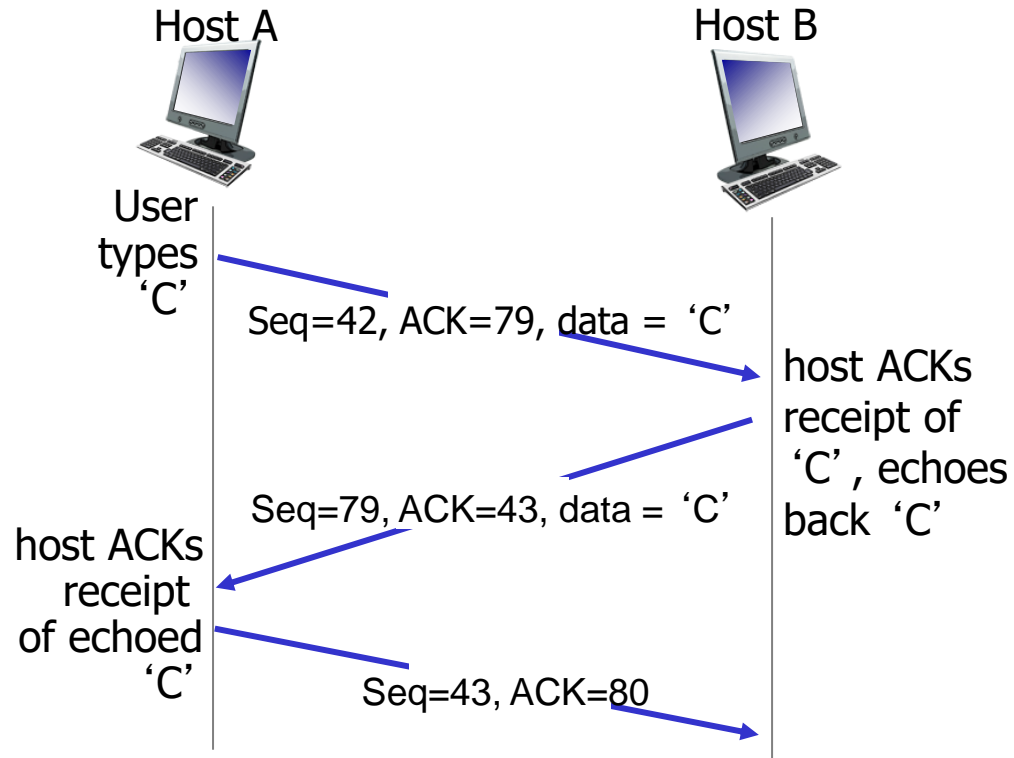 Host A
Host B
User
types
‘C’
Seq=42, ACK=79, data = ‘C’
host ACKs
receipt of
‘C’, echoes
back ‘C’
Seq=79, ACK=43, data = ‘C’
host ACKs
receipt
of echoed
‘C’
Seq=43, ACK=80